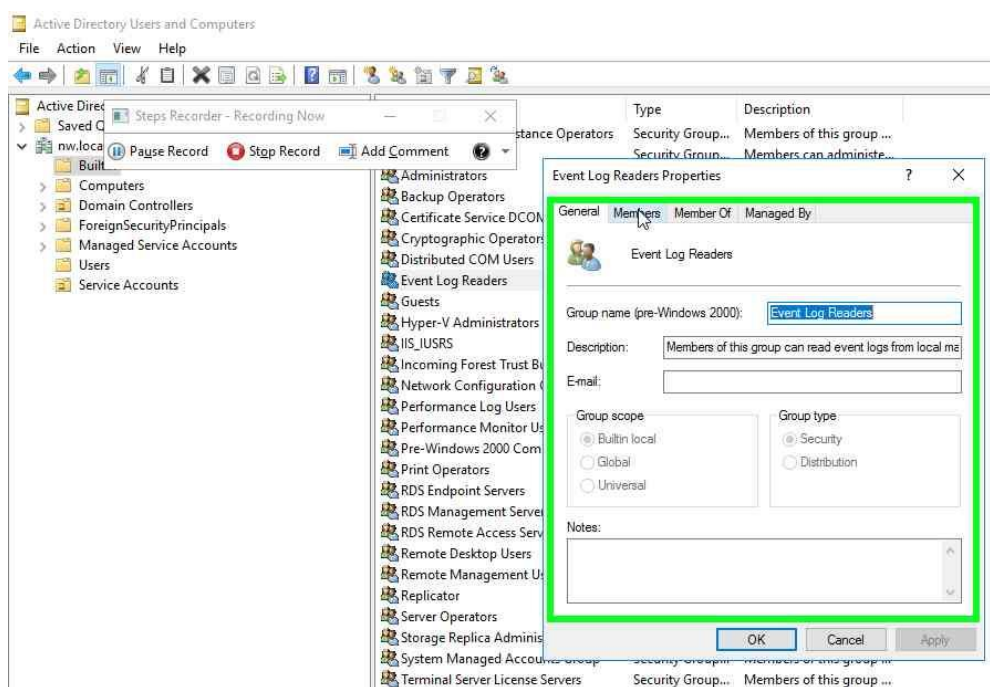 Active Directory Users and Computers
File Action View Help
Active Direc
Saved Q
nw.loca
Built
Computers
Domain Controllers
ForeignSecurityPrincipals
Managed Service Accounts
Users
Service Accounts
Steps Recorder - Recording Now
Pause Record Stop Record Add Comment
Type Description
stance Operators Security Group... Members of this group ...
Security Group... Members can administe...
Administrators
Backup Operators
Certificate Service DCOM
Cryptographic Operators
Distributed COM Users
Event Log Readers
Guests
Hyper-V Administrators
IIS_IUSRS
Incoming Forest Trust Bu
Network Configuration
Performance Log Users
Performance Monitor Us
Pre-Windows 2000 Com
Print Operators
RDS Endpoint Servers
RDS Management Server
RDS Remote Access Serv
Remote Desktop Users
Remote Management Us
Replicator
Server Operators
Storage Replica Adminis
System Managed Accounts Group Security Group... Members of this group ...
Terminal Server License Servers Security Group... Members of this group ...
Event Log Readers Properties ?
General Members Member Of Managed By
Event Log Readers
Group name (pre-Windows 2000): Event Log Readers
Description: Members of this group can read event logs from local ma
E-mail:
Group scope
Builtin local
Global
Universal
Group type
Security
Distribution
Notes:
OK Cancel Apply